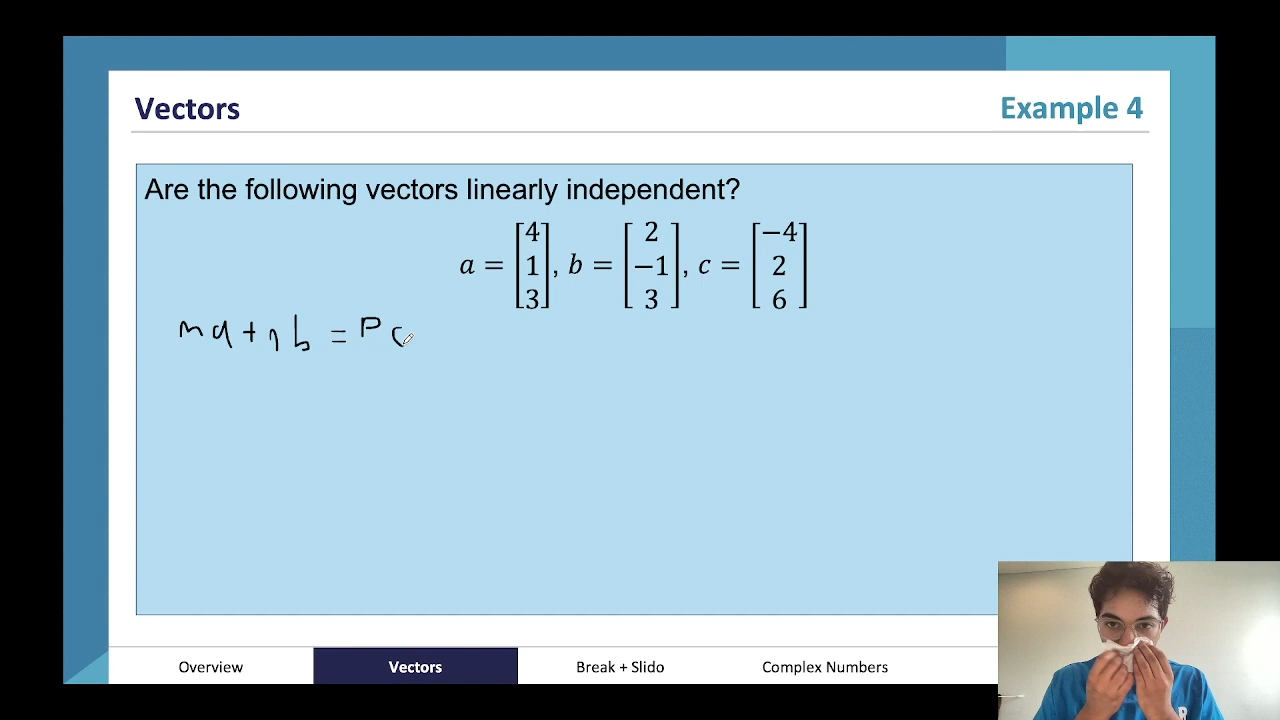 Vectors
Example 4
Are the following vectors linearly independent?
a = [4 1 3], b = [2 −1 3], c = [−4 2 6]
ma + nb = Pc
Overview
Vectors
Break + Slido
Complex Numbers